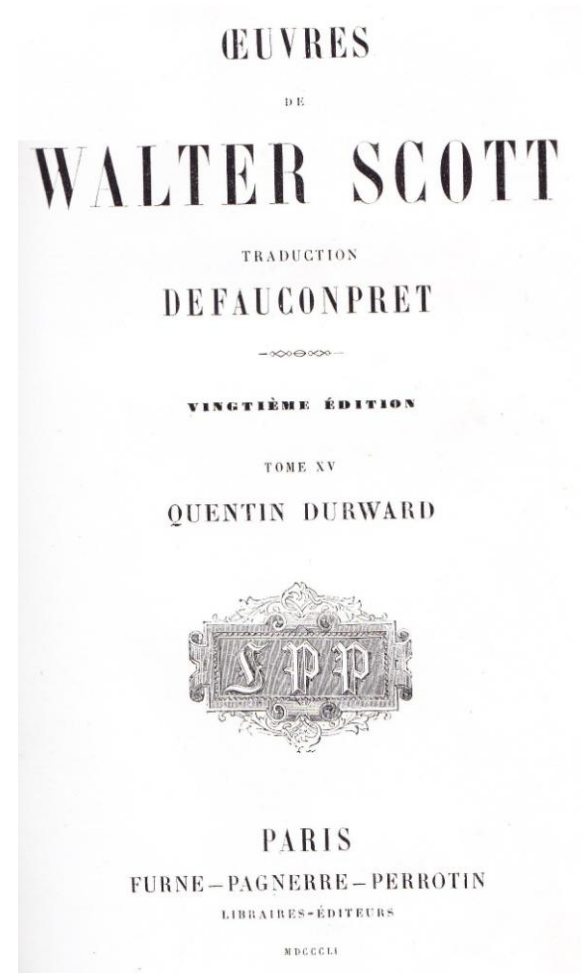 ŒUVRES
DE
WALTER SCOTT
TRADUCTION
DEFAUCONPRET
VINGTIÈME ÉDITION
TOME XV
QUENTIN DURWARD
FPP
PARIS
FURNE—PAGNERRE—PERROTIN
LIBRAIRES-ÉDITEURS
MDCCCLI